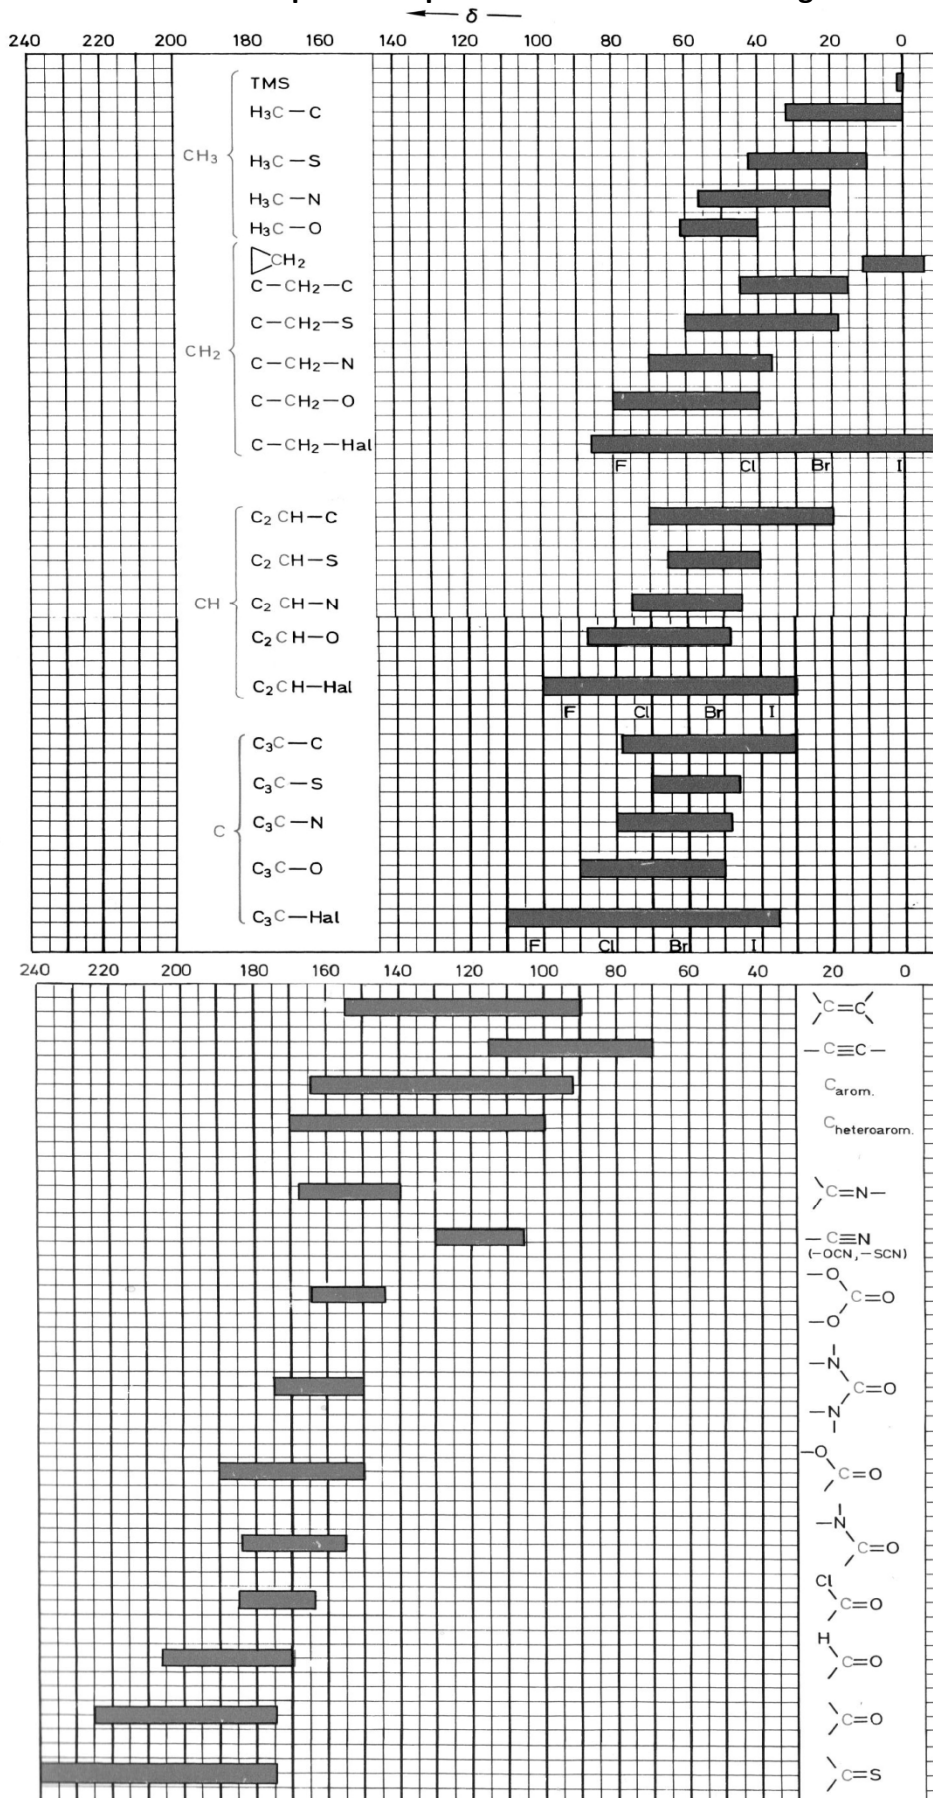 ← δ —
240 220 200 180 160 140 120 100 80 60 40 20 0
TMS
H₃C—C
CH₃
H₃C—S
H₃C—N
H₃C—O
CH₂
C—CH₂—C
C—CH₂—S
CH₂
C—CH₂—N
C—CH₂—O
C—CH₂—Hal
F Cl Br I
C₂CH—C
C₂CH—S
CH
C₂CH—N
C₂CH—O
C₂CH—Hal
F Cl Br I
C₃C—C
C₃C—S
C
C₃C—N
C₃C—O
C₃C—Hal
F Cl Br I
240 220 200 180 160 140 120 100 80 60 40 20 0
C=C
—C≡C—
C arom.
C heteroarom.
C=N—
—C≡N
(—OCN, —SCN)
—O
C=O
—O
—N
C=O
—N
—O
C=O
—N
C=O
Cl
C=O
H
C=O
C=O
C=S